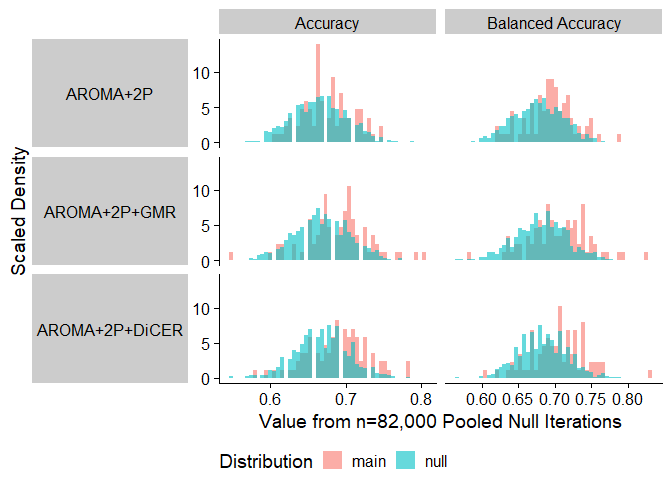 Accuracy
Balanced Accuracy
AROMA+2P
10
5
0
AROMA+2P+GMR
10
5
0
AROMA+2P+DiCER
10
5
0
Scaled Density
0.6
0.7
0.8
0.60
0.65
0.70
0.75
0.80
Value from n=82,000 Pooled Null Iterations
Distribution
main
null